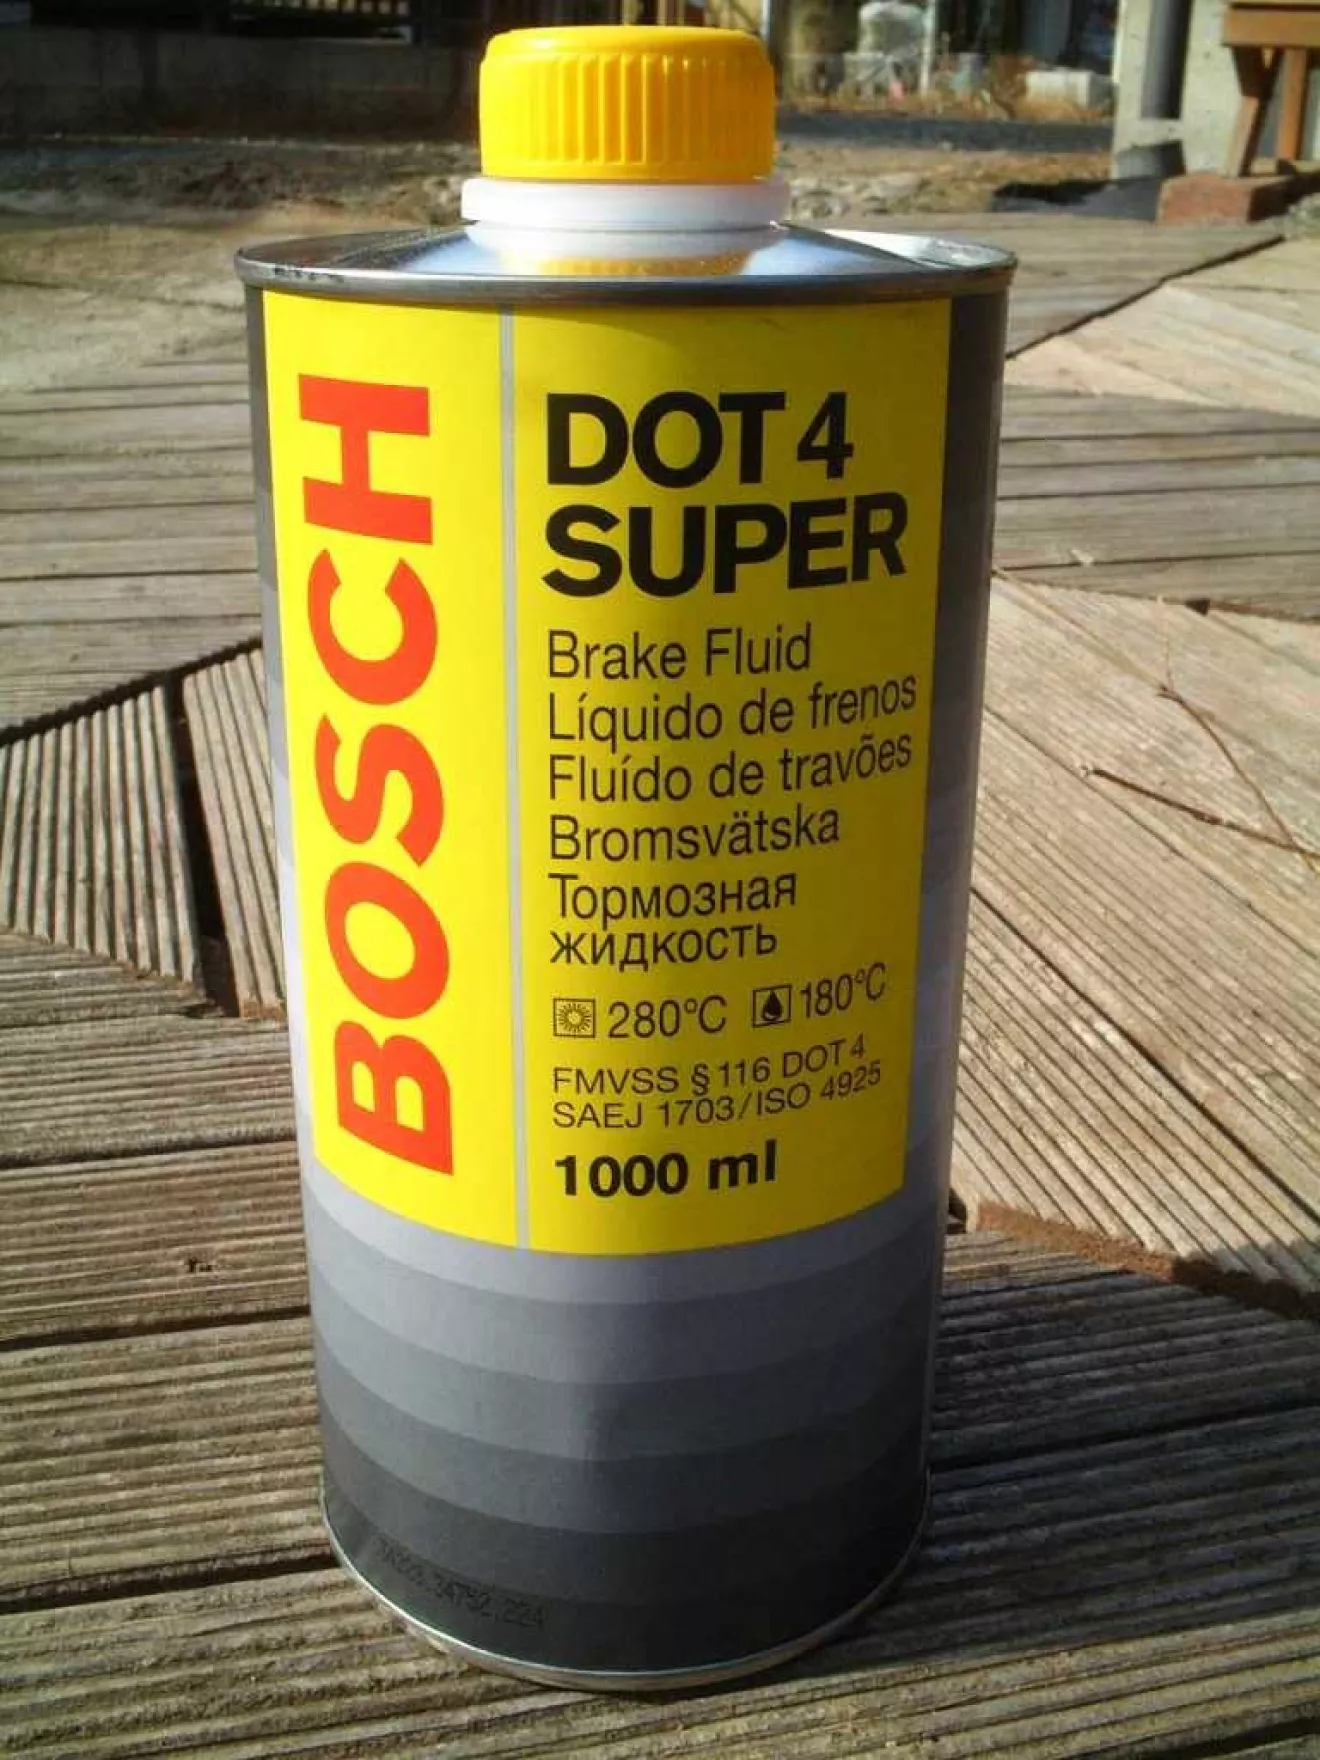 BOSCH
DOT 4
SUPER
Brake Fluid
Líquido de frenos
Fluído de travões
Bromsvätska
Тормозная
жидкость
280°C 180°C
FMVSS § 116 DOT 4
SAEJ 1703/ISO 4925
1000 ml